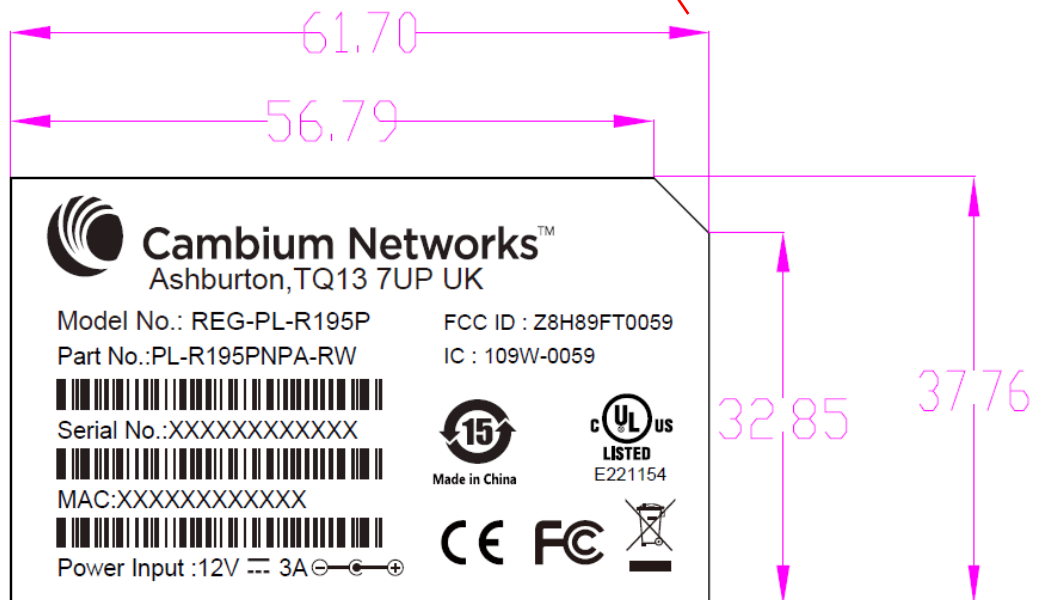 61.70
56.79
Cambium Networks™
Ashburton,TQ13 7UP UK
Model No.: REG-PL-R195P
FCC ID : Z8H89FT0059
Part No.:PL-R195PNPA-RW
IC : 109W-0059
37.76
32.85
Serial No.:XXXXXXXXXXXX
15
C UL US
LISTED
E221154
Made in China
MAC:XXXXXXXXXXXX
CE FC
Power Input :12V ⎓ 3A